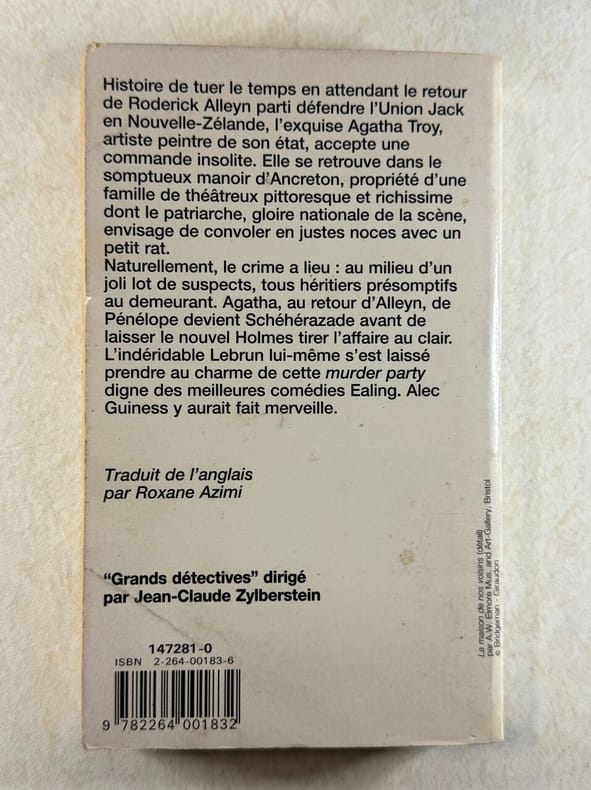 Histoire de tuer le temps en attendant le retour
de Roderick Alleyn parti défendre l'Union Jack
en Nouvelle-Zélande, l'exquise Agatha Troy,
artiste peintre de son état, accepte une
commande insolite. Elle se retrouve dans le
somptueux manoir d'Ancreton, propriété d'une
famille de théâtreux pittoresque et richissime
dont le patriarche, gloire nationale de la scène,
envisage de convoler en justes noces avec un
petit rat.
Naturellement, le crime a lieu : au milieu d'un
joli lot de suspects, tous héritiers présomptifs
au demeurant. Agatha, au retour d'Alleyn, de
Pénélope devient Schéhérazade avant de
laisser le nouvel Holmes tirer l'affaire au clair.
L'indéridable Lebrun lui-même s'est laissé
prendre au charme de cette murder party
digne des meilleures comédies Ealing. Alec
Guiness y aurait fait merveille.
Traduit de l'anglais
par Roxane Azimi
"Grands détectives" dirigé
par Jean-Claude Zylberstein
147281-0
ISBN 2-264-00183-6
9 782264 001832
La maison de nos voisins (détail)
par A.W. Elmore Mus. and Art-Gallery, Bristol
© Bridgeman - Giraudon